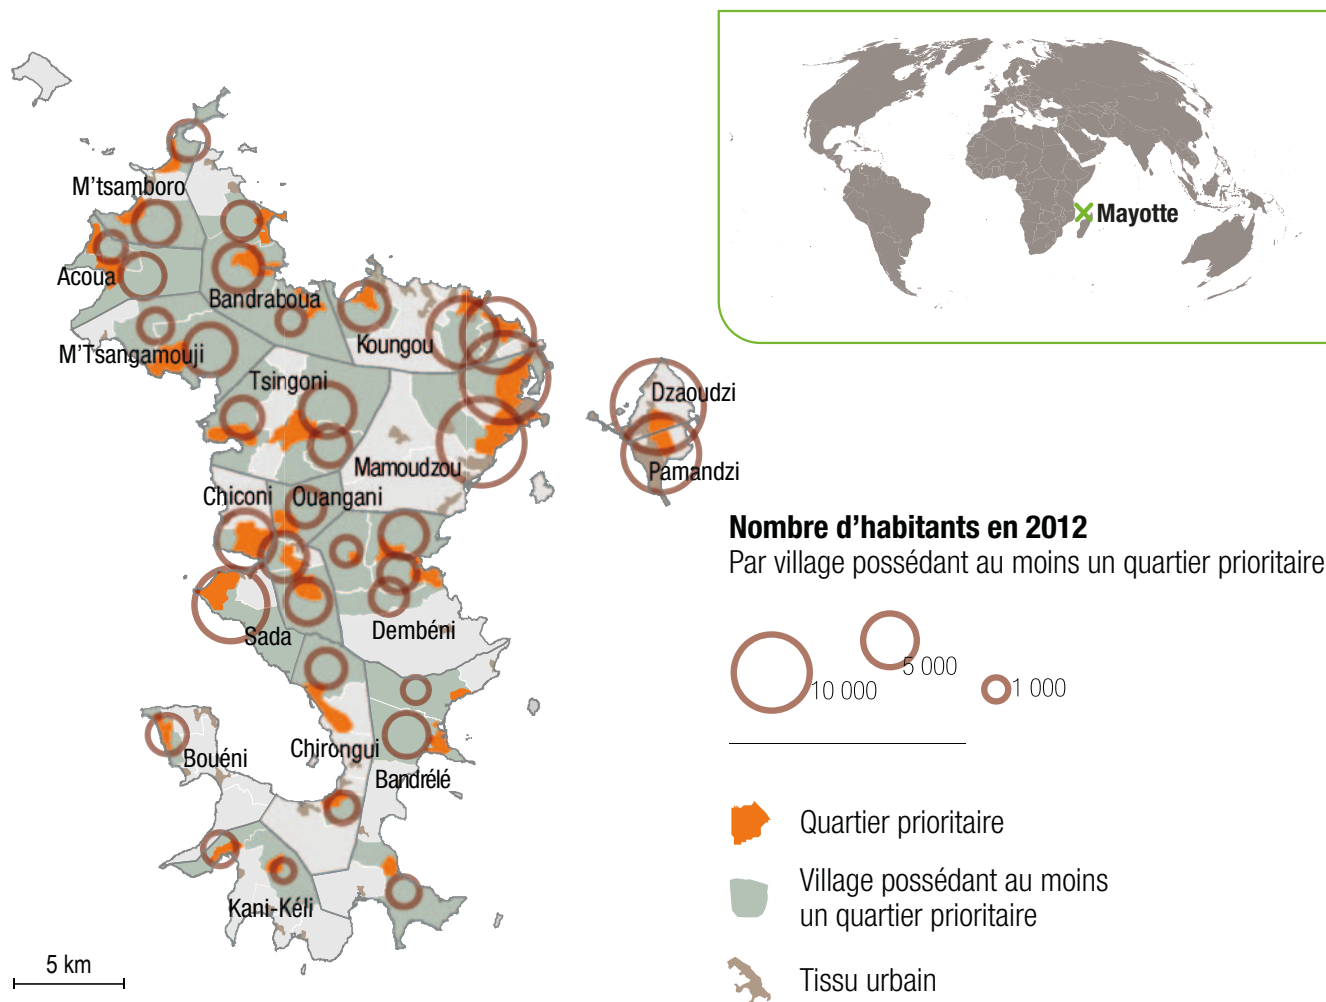 Mayotte
M'tsamboro
Acoua
Bandraboua
M'Tsangamouji
Koungou
Tsingoni
Dzaoudzi
Mamoudzou
Pamandzi
Chiconi
Ouangani
Sada
Dembéni
Chirongui
Bouéni
Bandrélé
Kani-Kéli
5 km
Nombre d'habitants en 2012
Par village possédant au moins un quartier prioritaire
10 000
5 000
1 000
Quartier prioritaire
Village possédant au moins
un quartier prioritaire
Tissu urbain